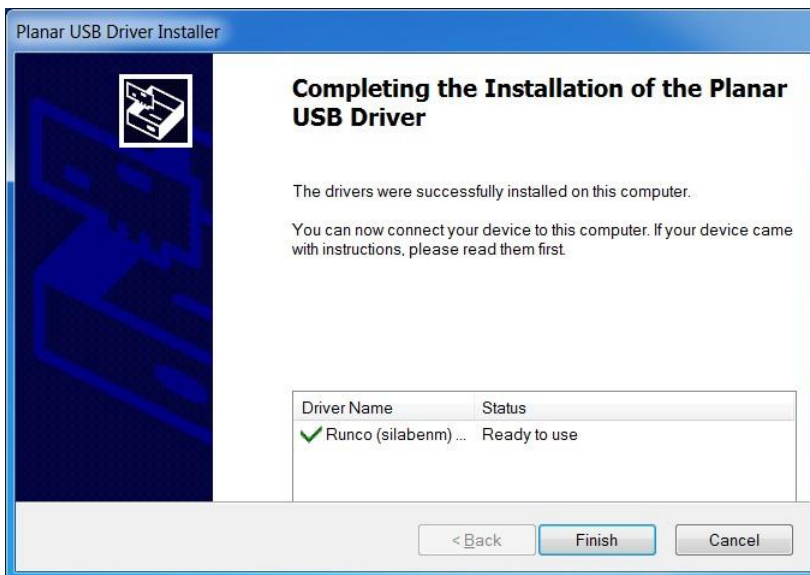 Planar USB Driver Installer
Completing the Installation of the Planar
USB Driver
The drivers were successfully installed on this computer.
You can now connect your device to this computer. If your device came
with instructions, please read them first.
Driver Name Status
Runco (silabenm) ... Ready to use
< Back Finish Cancel